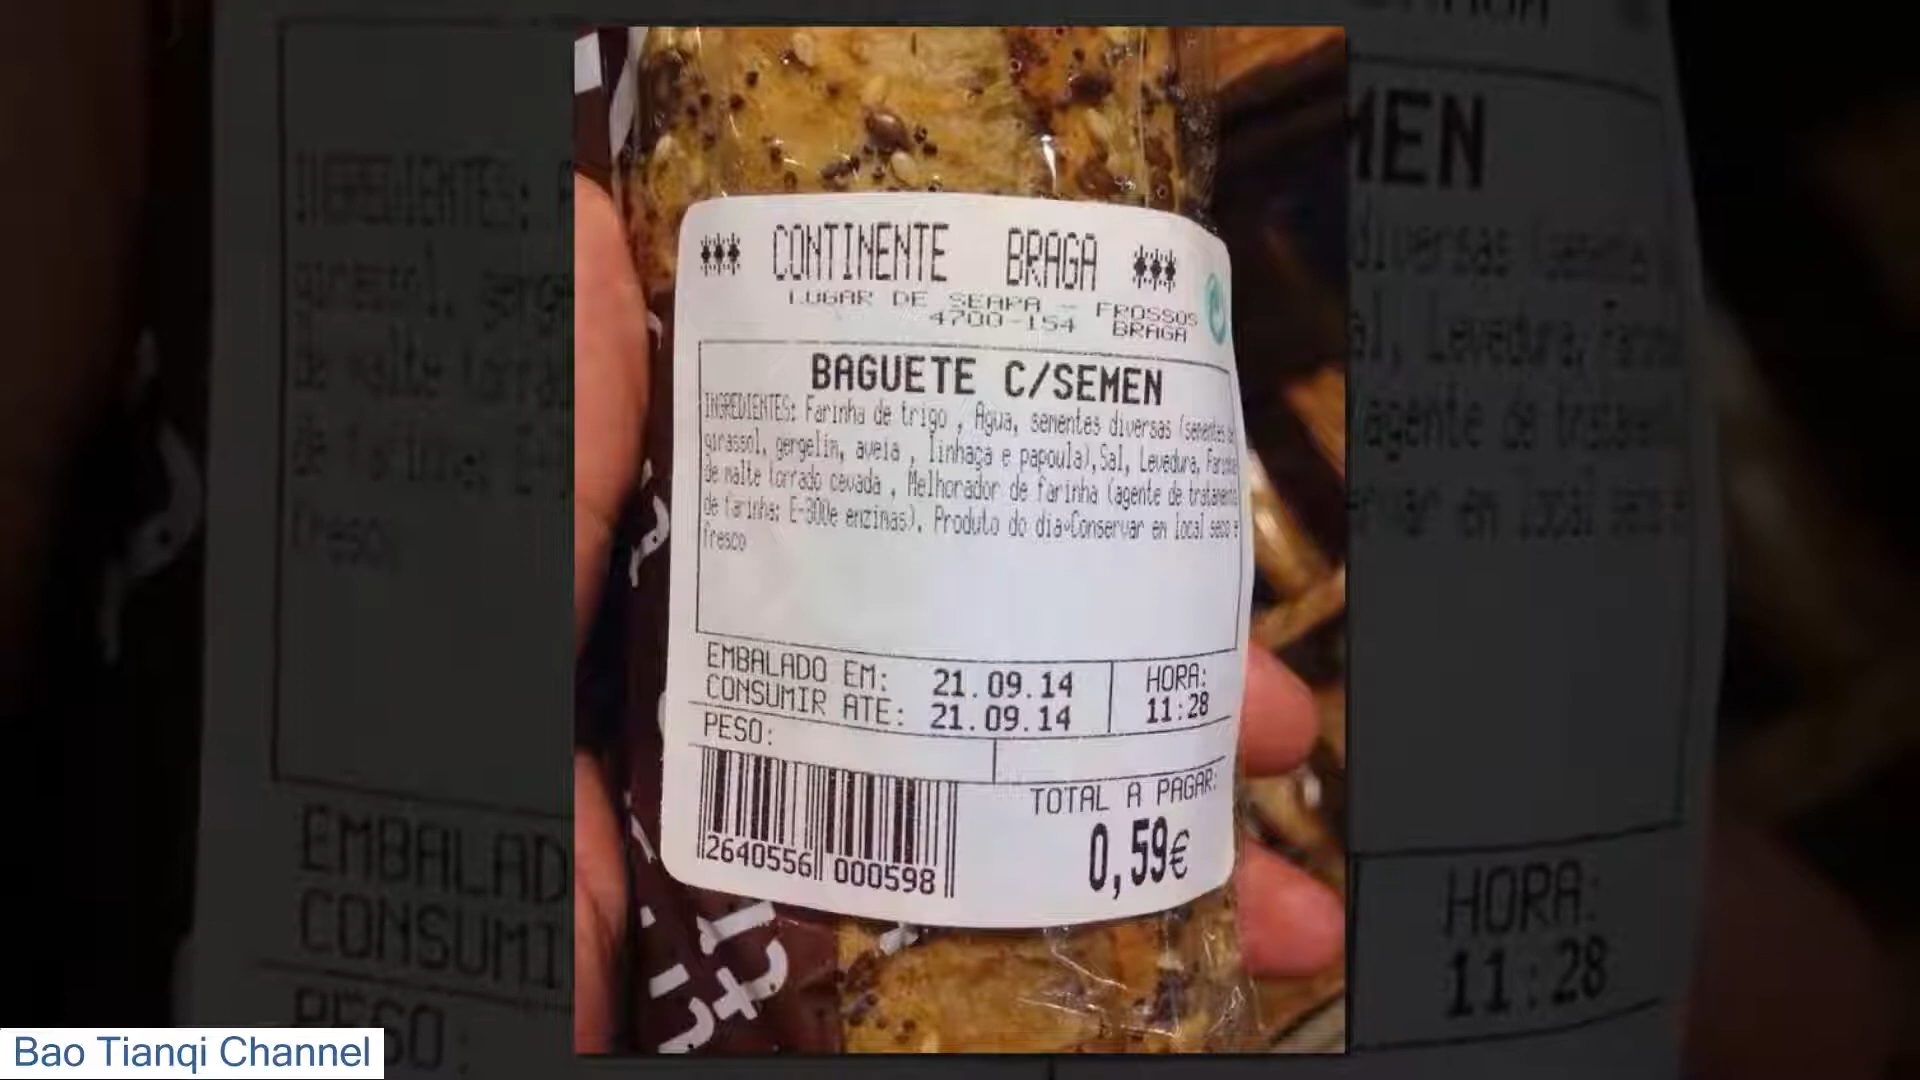 CONTINENTE BRAGA
LUGAR DE SEARA - FROSSOS
4700-154 BRAGA
BAGUETE C/SEMEN
INGREDIENTES: Farinha de trigo , Agua, sementes diversas (sementes de
girassol, gergelim, aveia , linhaça e papoula),Sal, Levedura, Farinha
de malte torrado cevada , Melhorador de farinha (agente de tratamento
de farinha: E-300e enzimas). Produto do dia-Conservar em local seco e
fresco
EMBALADO EM: 21.09.14
CONSUMIR ATE: 21.09.14
HORA:
11:28
PESO:
TOTAL A PAGAR:
0,59€
2640556 000598
Bao Tianqi Channel